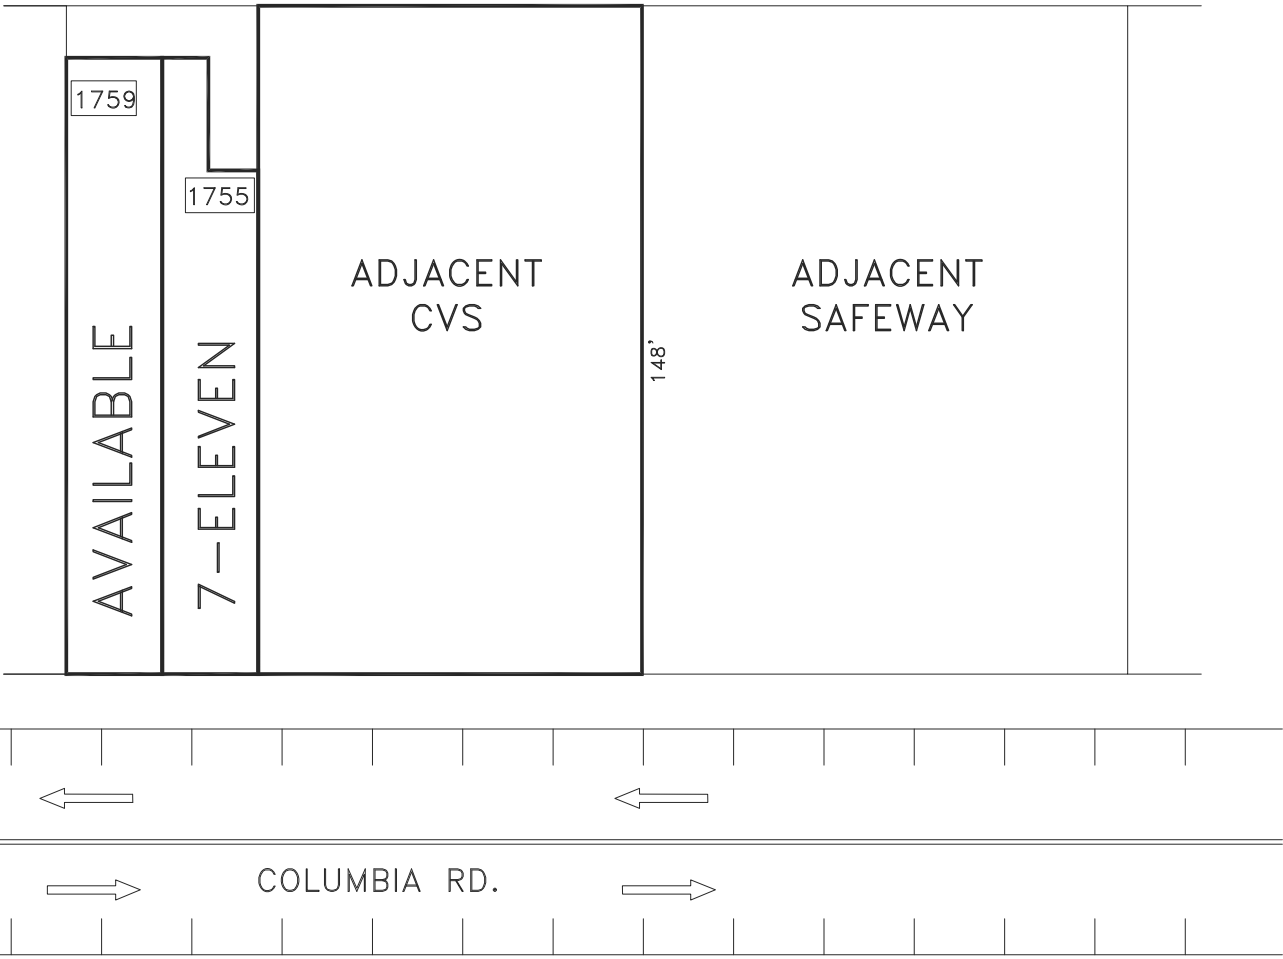 1759
1755
ADJACENT
CVS
ADJACENT
SAFEWAY
148'
AVAILABLE
7-ELEVEN
COLUMBIA RD.